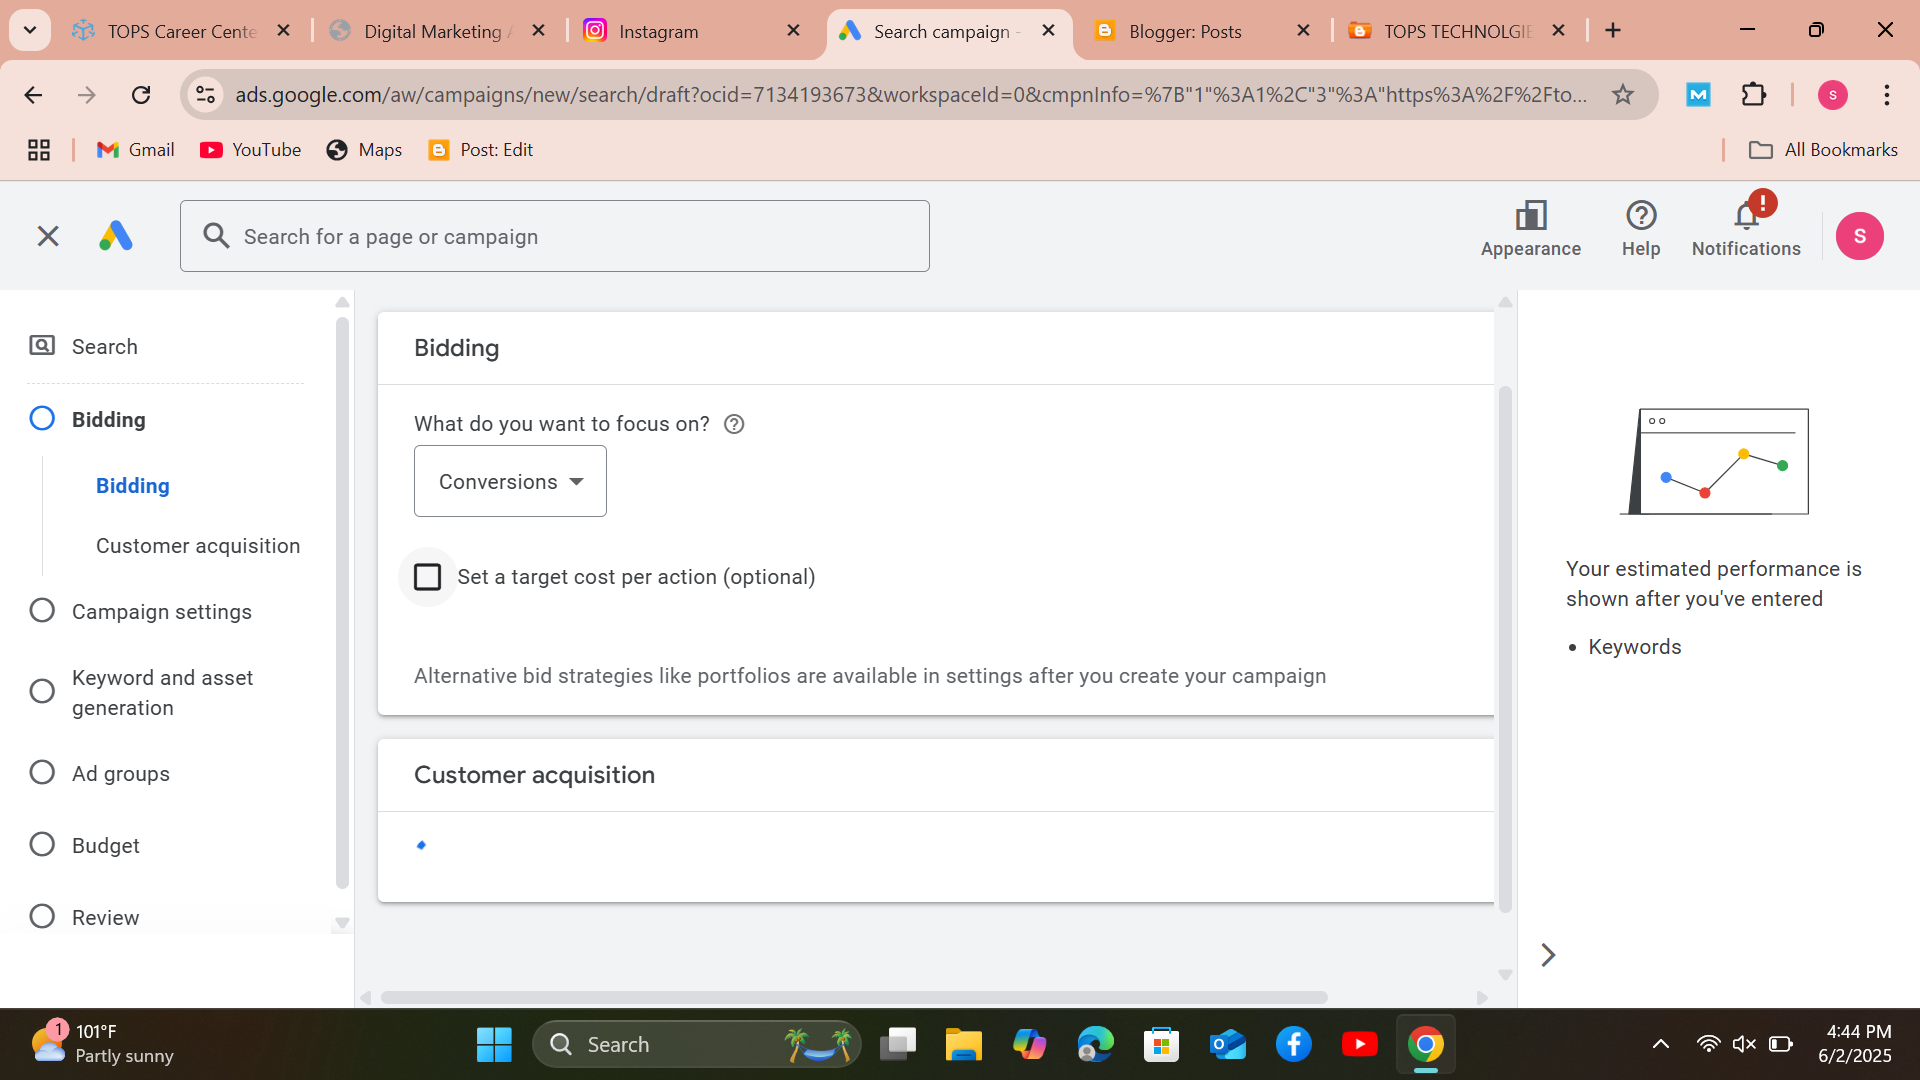 TOPS Career Cente
Digital Marketing A
Instagram
Search campaign -
Blogger: Posts
TOPS TECHNOLGIE
ads.google.com/aw/campaigns/new/search/draft?ocid=7134193673&workspaceId=0&cmpnInfo=%7B"1"%3A1%2C"3"%3A"https%3A%2F%2Fto...
S
Gmail
YouTube
Maps
Post: Edit
All Bookmarks
Search for a page or campaign
Appearance
Help
!
Notifications
S
Search
Bidding
Bidding
Customer acquisition
Campaign settings
Keyword and asset
generation
Ad groups
Budget
Review
Bidding
What do you want to focus on?
Conversions
Set a target cost per action (optional)
Alternative bid strategies like portfolios are available in settings after you create your campaign
Customer acquisition
Your estimated performance is
shown after you've entered
• Keywords
1
101°F
Partly sunny
Search
4:44 PM
6/2/2025